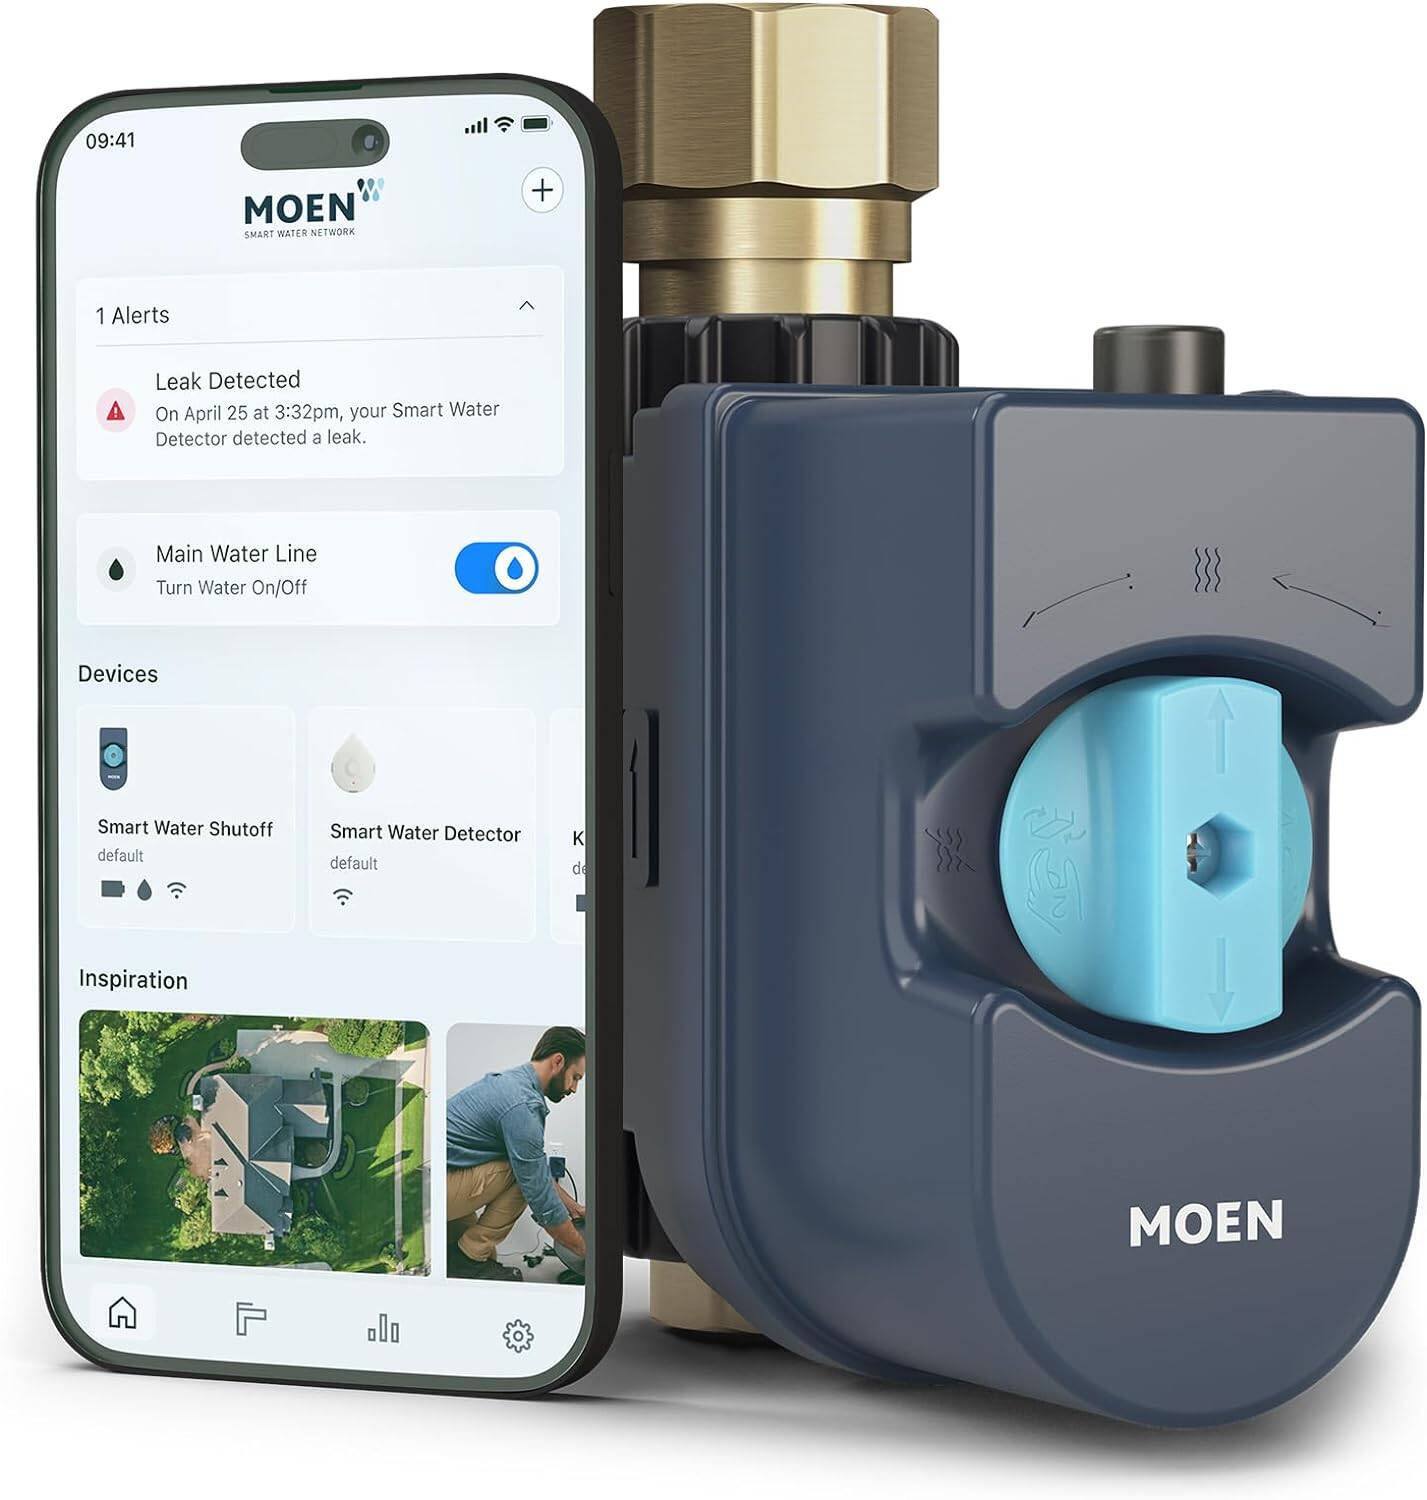 09:41
MOEN
SMART WATER NETWORK
1 Alerts
Leak Detected
On April 25 at 3:32pm, your Smart Water
Detector detected a leak.
Main Water Line
Turn Water On/Off
Devices
MOEN
Smart Water Shutoff
default
Smart Water Detector
default
K
de
Inspiration
MOEN